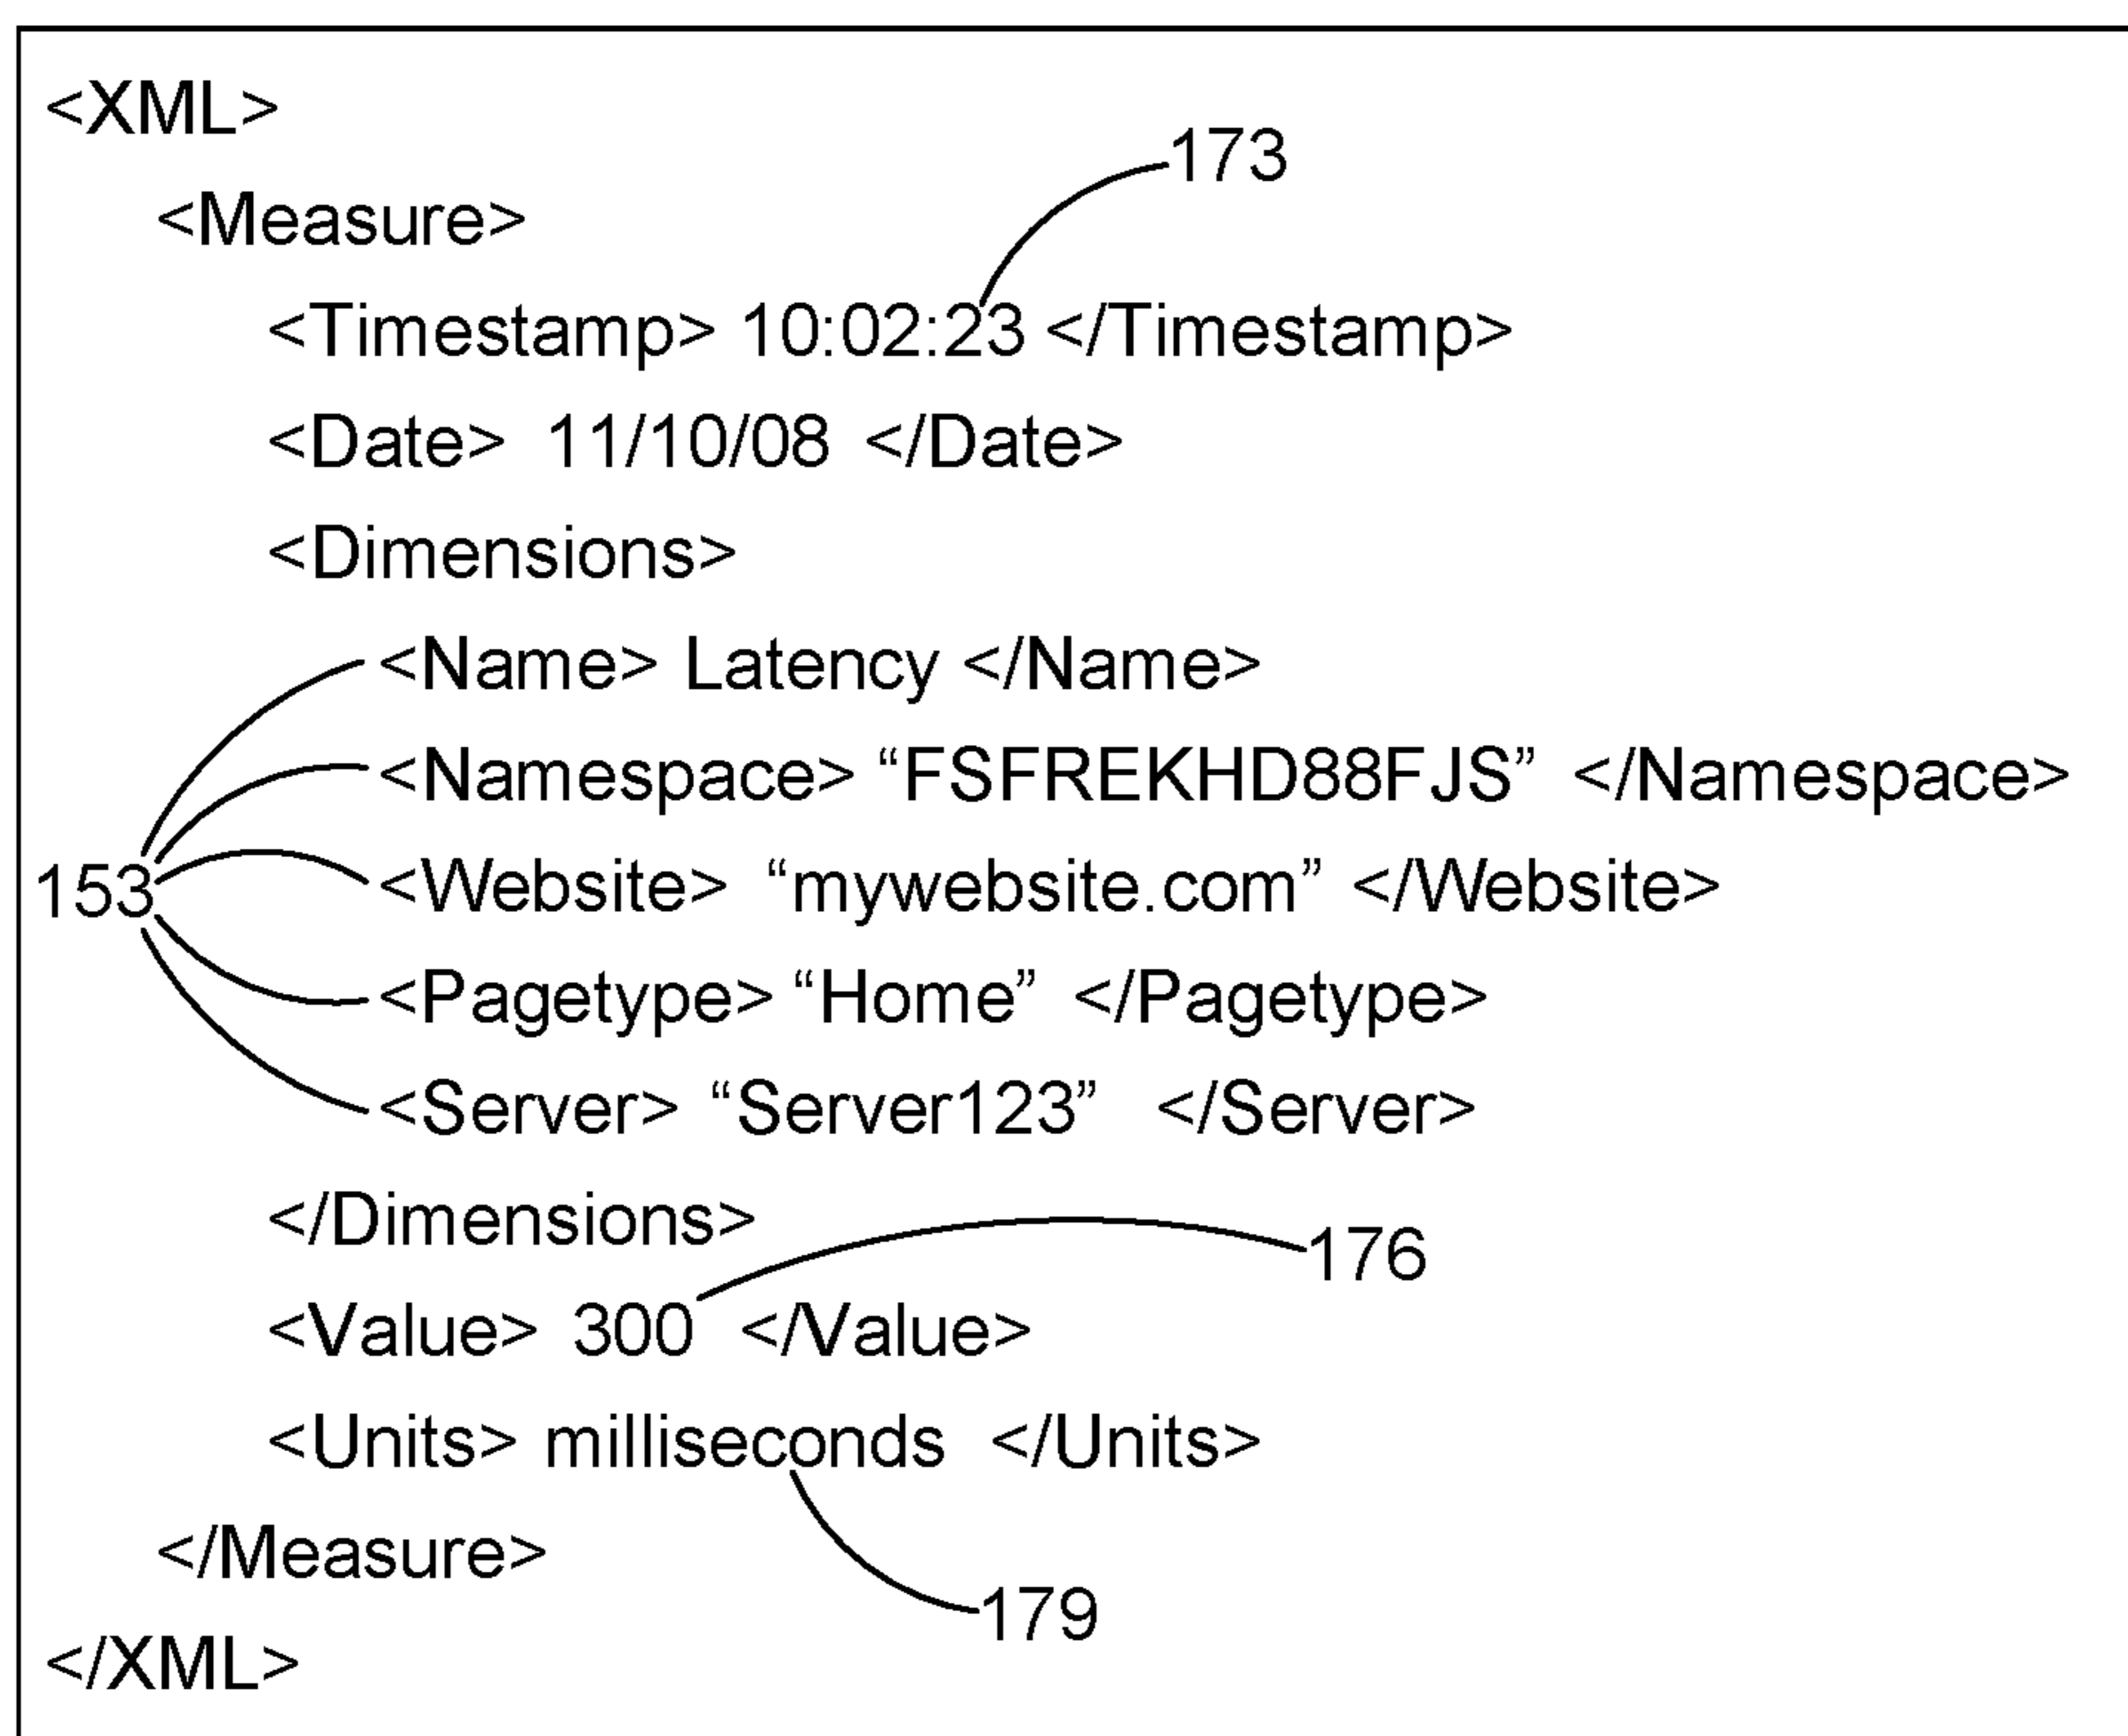 <XML>
173
<Measure>
<Timestamp> 10:02:23 </Timestamp>
<Date> 11/10/08 </Date>
<Dimensions>
<Name> Latency </Name>
<Namespace> “FSFREKHD88FJS” </Namespace>
153 <Website> “mywebsite.com” </Website>
<Pagetype> “Home” </Pagetype>
<Server> “Server123” </Server>
</Dimensions>
176
<Value> 300 </Value>
<Units> milliseconds </Units>
</Measure>
179
</XML>